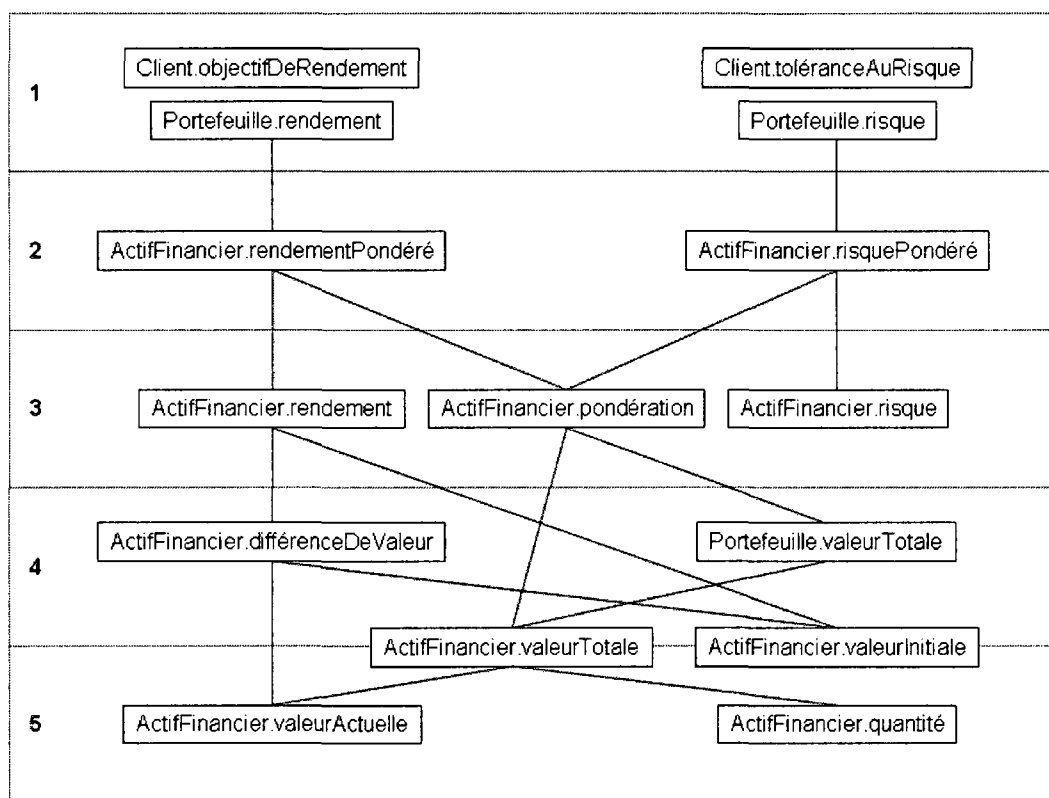 Client.objectifDeRendement
Client.toléranceAuRisque
1
Portefeuille.rendement
Portefeuille.risque
2
ActifFinancier.rendementPondéré
ActifFinancier.risquePondéré
3
ActifFinancier.rendement
ActifFinancier.pondération
ActifFinancier.risque
ActifFinancier.différenceDeValeur
Portefeuille.valeurTotale
4
ActifFinancier.valeurTotale
ActifFinancier.valeurInitiale
5
ActifFinancier.valeurActuelle
ActifFinancier.quantité